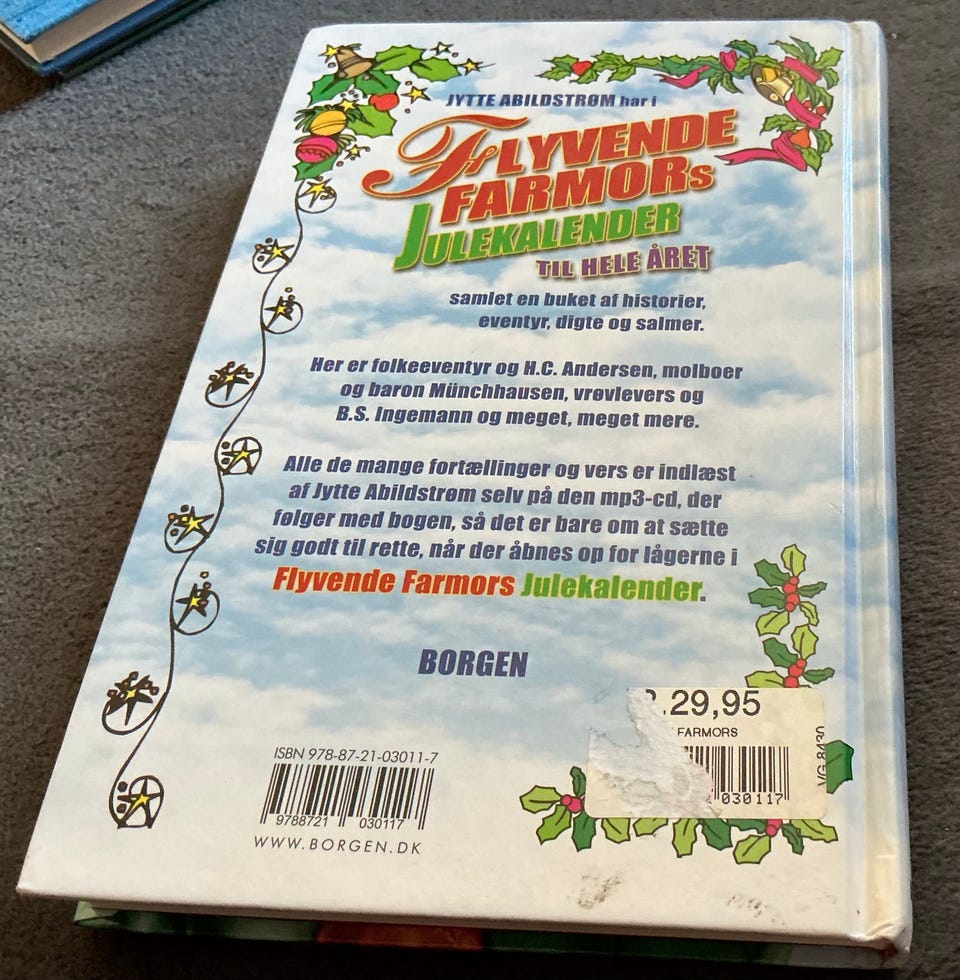 JYTTE ABILDSTRØM har i
FLYVENDE
FARMORs
JULEKALENDER
TIL HELE ÅRET
samlet en buket af historier,
eventyr, digte og salmer.
Her er folkeeventyr og H.C. Andersen, molboer
og baron Münchhausen, vrøvlevers og
B.S. Ingemann og meget, meget mere.
Alle de mange fortællinger og vers er indlæst
af Jytte Abildstrøm selv på den mp3-cd, der
følger med bogen, så det er bare om at sætte
sig godt til rette, når der åbnes op for lågerne i
Flyvende Farmors Julekalender.
BORGEN
ISBN 978-87-21-03011-7
9788721 030117
WWW.BORGEN.DK
.29,95
FARMORS
030117
VG 8430